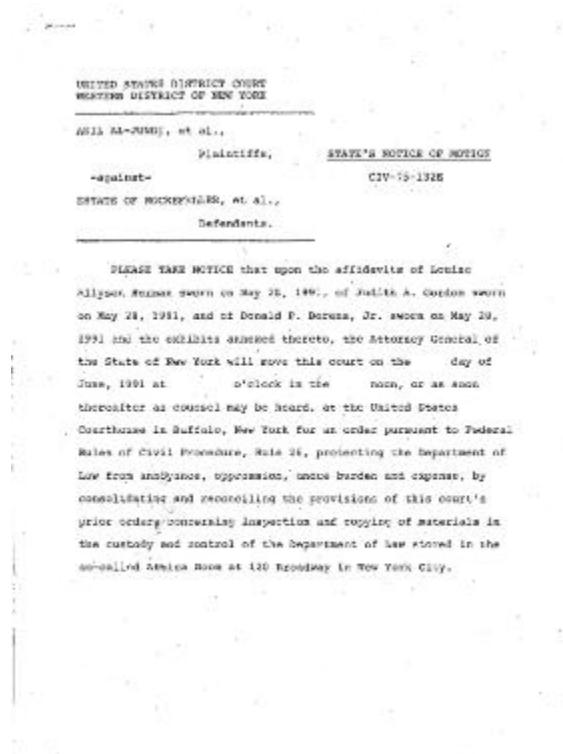 UNITED STATES DISTRICT COURT
WESTERN DISTRICT OF NEW YORK
AKIL AL-JUNDI, et al.,
Plaintiffs,
STATE'S NOTICE OF MOTION
-against-
CIV-75-132E
ESTATE OF ROCKEFELLER, et al.,
Defendants.
PLEASE TAKE NOTICE that upon the affidavits of Louise
Allyson sworn on May 28, 1991, of Judith A. Gordon sworn
on May 28, 1991, and of Donald P. Jr. sworn on May 28,
1991 and the exhibits annexed thereto, the Attorney General of
the State of New York will move this court on the day of
June, 1991 at o'clock in the noon, or as soon
thereafter as counsel may be heard, at the United States
Courthouse in Buffalo, New York for an order pursuant to Federal
Rules of Civil Procedure, Rule 26, protecting the Department of
Law from annoyance, oppression, undue burden and expense, by
consolidating and reconciling the provisions of this court's
prior orders concerning inspection and copying of materials in
the custody and control of the Department of Law stored in the
so-called Attica Room at 120 Broadway in New York City.